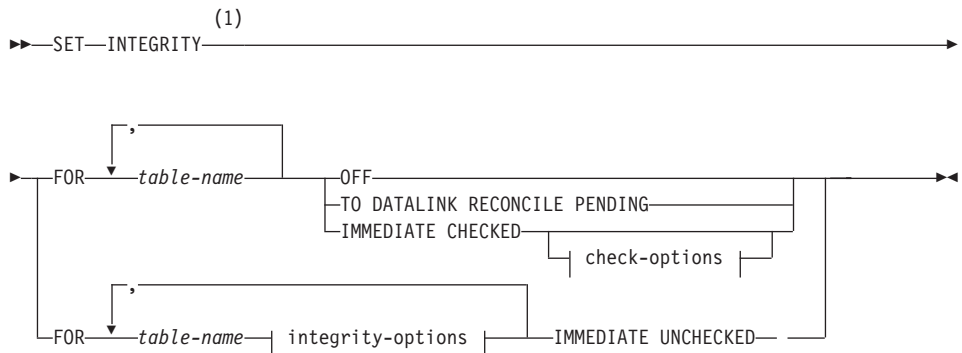 (1)
SET INTEGRITY
,
FOR table-name OFF
TO DATALINK RECONCILE PENDING
IMMEDIATE CHECKED
check-options
,
FOR table-name integrity-options IMMEDIATE UNCHECKED